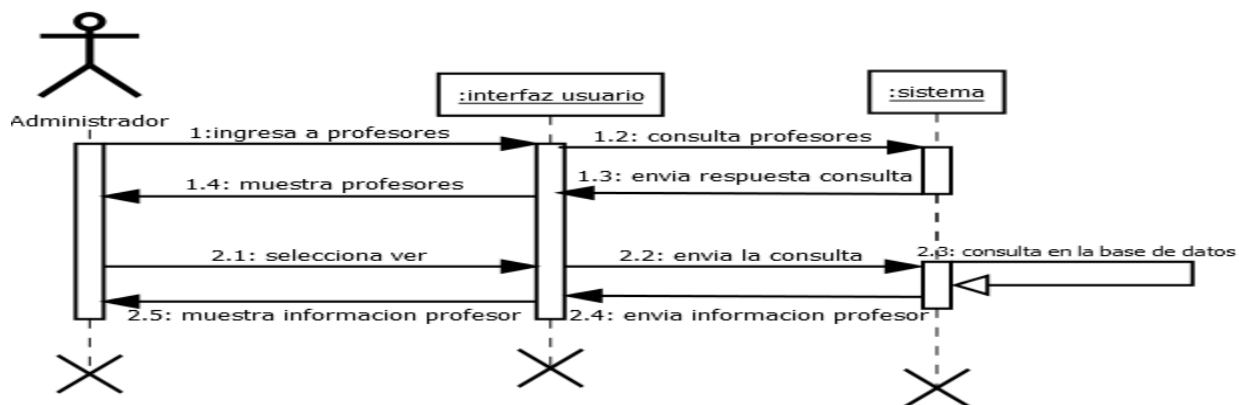 Administrador
:interfaz usuario
:sistema
1:ingresa a profesores
1.2: consulta profesores
1.3: envia respuesta consulta
1.4: muestra profesores
2.1: selecciona ver
2.2: envia la consulta
2.3: consulta en la base de datos
2.4: envia informacion profesor
2.5: muestra informacion profesor